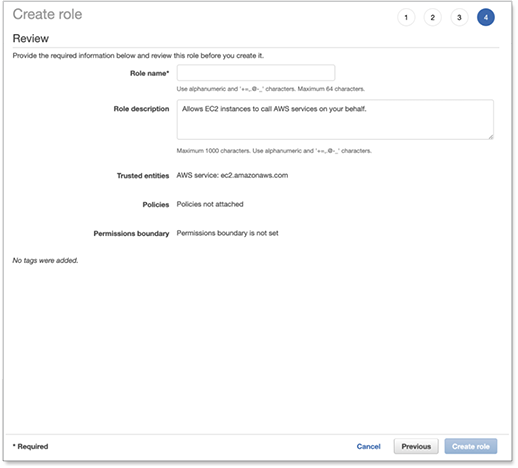 Create role
1 2 3 4
Review
Provide the required information below and review this role before you create it.
Role name*
Use alphanumeric and '+=,.@-_' characters. Maximum 64 characters.
Role description Allows EC2 instances to call AWS services on your behalf.
Maximum 1000 characters. Use alphanumeric and '+=,.@-_' characters.
Trusted entities AWS service: ec2.amazonaws.com
Policies Policies not attached
Permissions boundary Permissions boundary is not set
No tags were added.
* Required Cancel Previous Create role